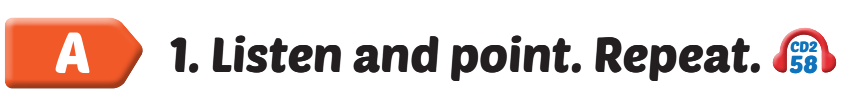 A 1. Listen and point. Repeat. CD2
58